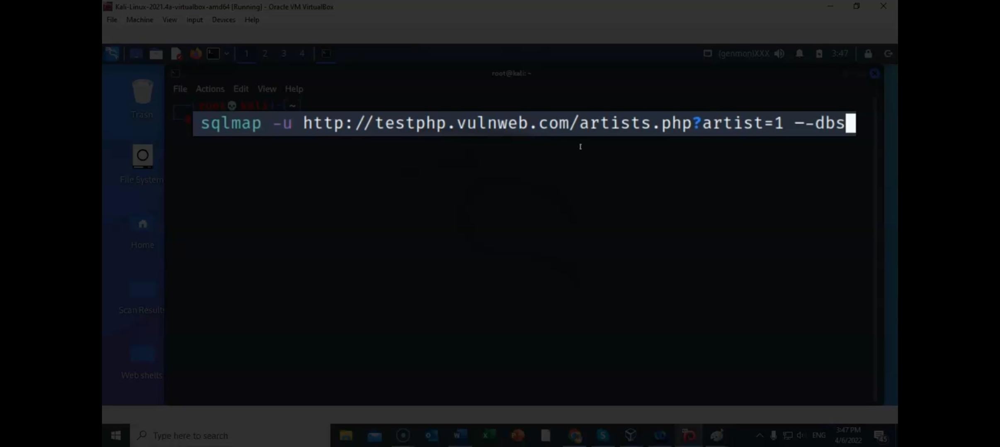 Kali-Linux-2021.4a-virtualbox-amd64 [Running] - Oracle VM VirtualBox
File Machine View Input Devices Help
1 2 3 4 (genmon)XXX 3:47
root@kali: ~
File Actions Edit View Help
root kali - [~]
sqlmap -u http://testphp.vulnweb.com/artists.php?artist=1 --dbs
Trash
File System
Home
Scan Results
Web shells
Type here to search
ENG
3:47 PM
4/6/2022
45